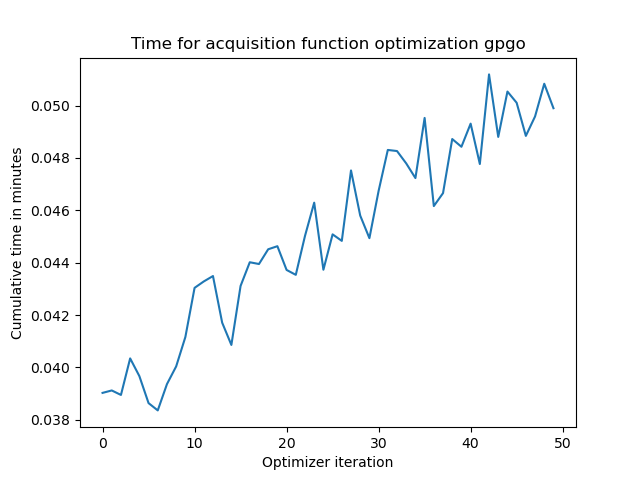 Time for acquisition function optimization gpgo
Cumulative time in minutes
0.050
0.048
0.046
0.044
0.042
0.040
0.038
0 10 20 30 40 50
Optimizer iteration